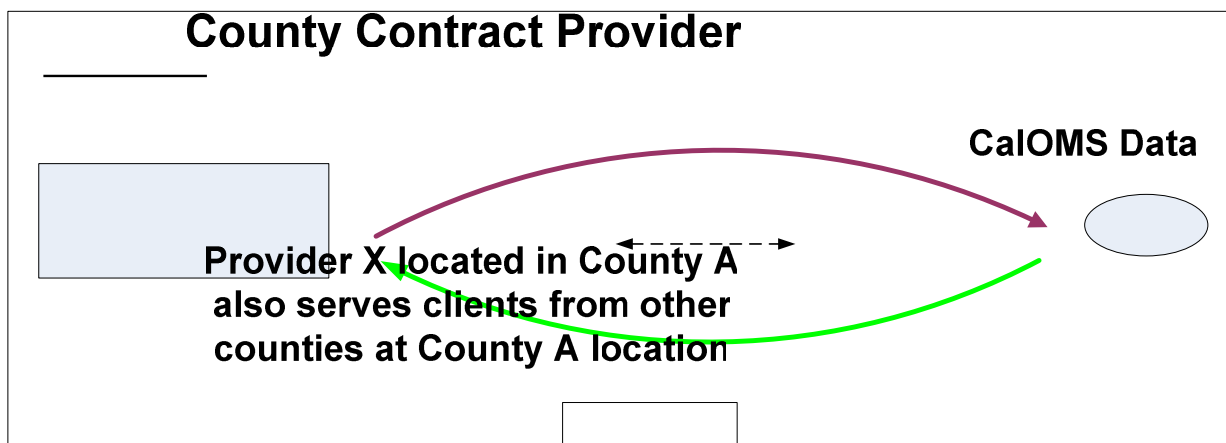 County Contract Provider
CalOMS Data
Provider X located in County A
also serves clients from other
counties at County A location